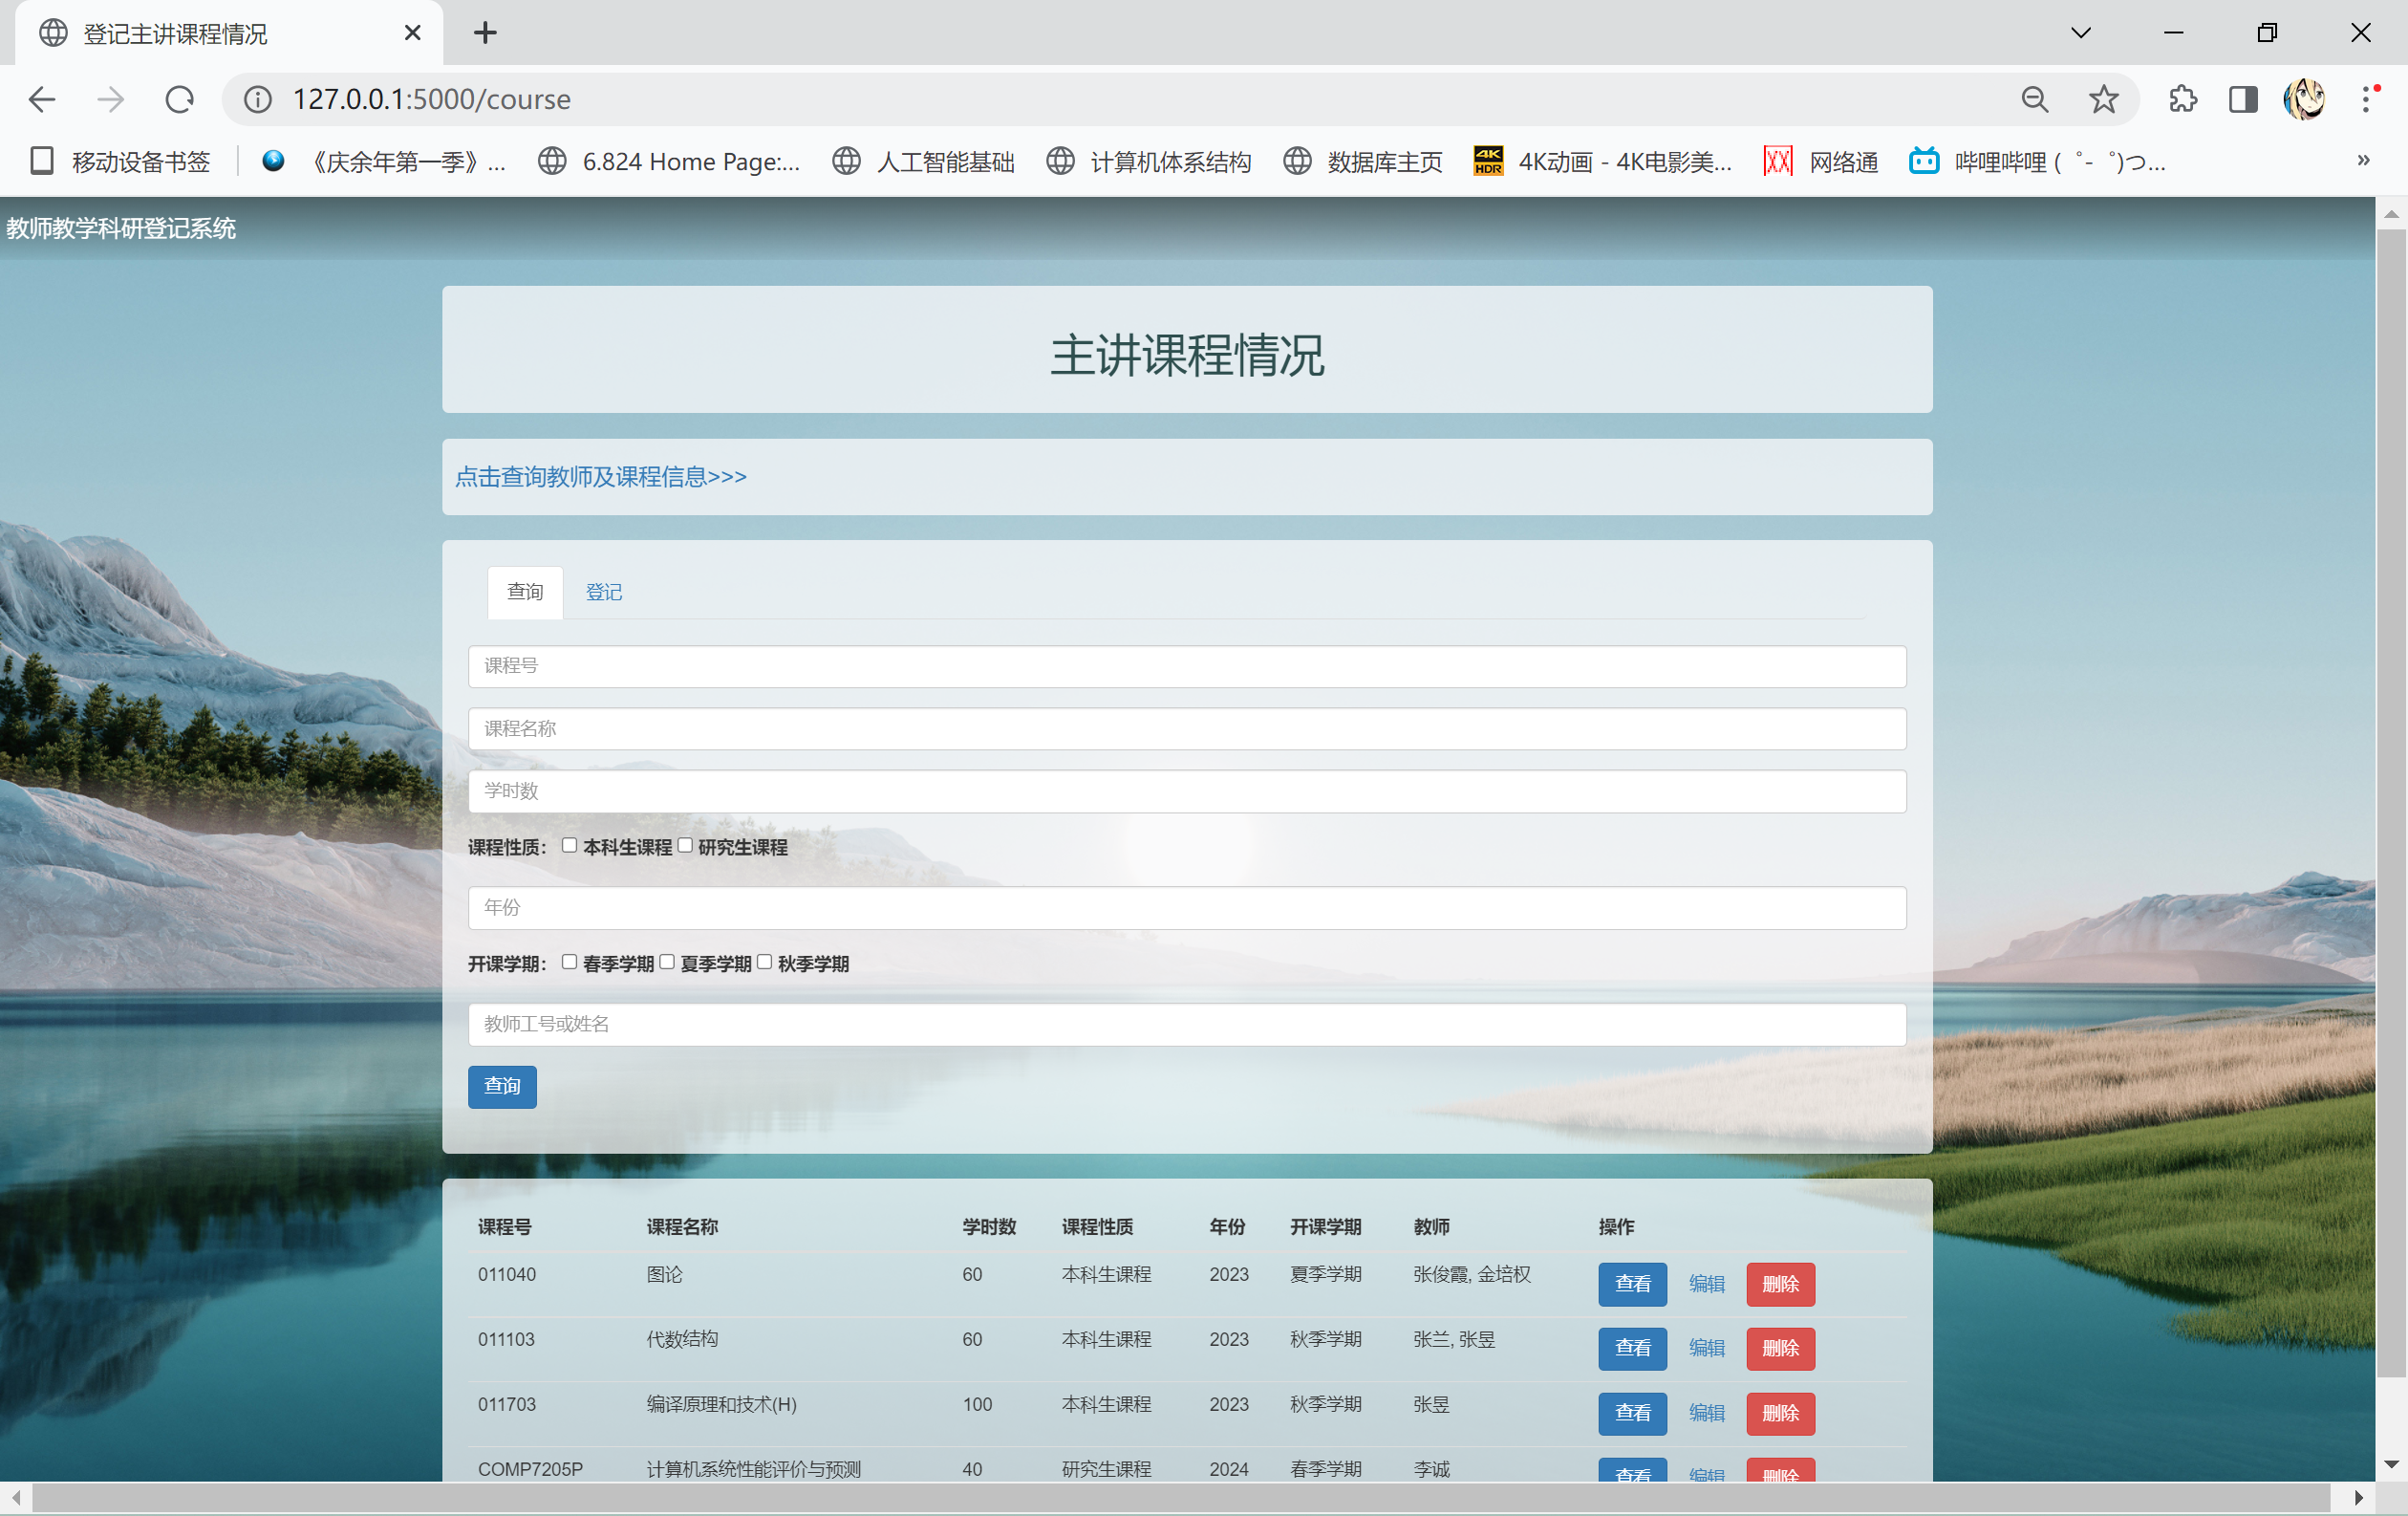 登记主讲课程情况
127.0.0.1:5000/course
移动设备书签 《庆余年第一季》... 6.824 Home Page:... 人工智能基础 计算机体系结构 数据库主页 4K HDR 4K动画 - 4K电影美... 网络通 哔哩哔哩 (゜-゜)つ... »
教师教学科研登记系统
主讲课程情况
点击查询教师及课程信息>>>
查询 登记
课程号
课程名称
学时数
课程性质： 本科生课程 研究生课程
年份
开课学期： 春季学期 夏季学期 秋季学期
教师工号或姓名
查询
课程号 课程名称 学时数 课程性质 年份 开课学期 教师 操作
011040 图论 60 本科生课程 2023 夏季学期 张俊霞, 金培权 查看 编辑 删除
011103 代数结构 60 本科生课程 2023 秋季学期 张兰, 张昱 查看 编辑 删除
011703 编译原理和技术(H) 100 本科生课程 2023 秋季学期 张昱 查看 编辑 删除
COMP7205P 计算机系统性能评价与预测 40 研究生课程 2024 春季学期 李诚 查看 编辑 删除